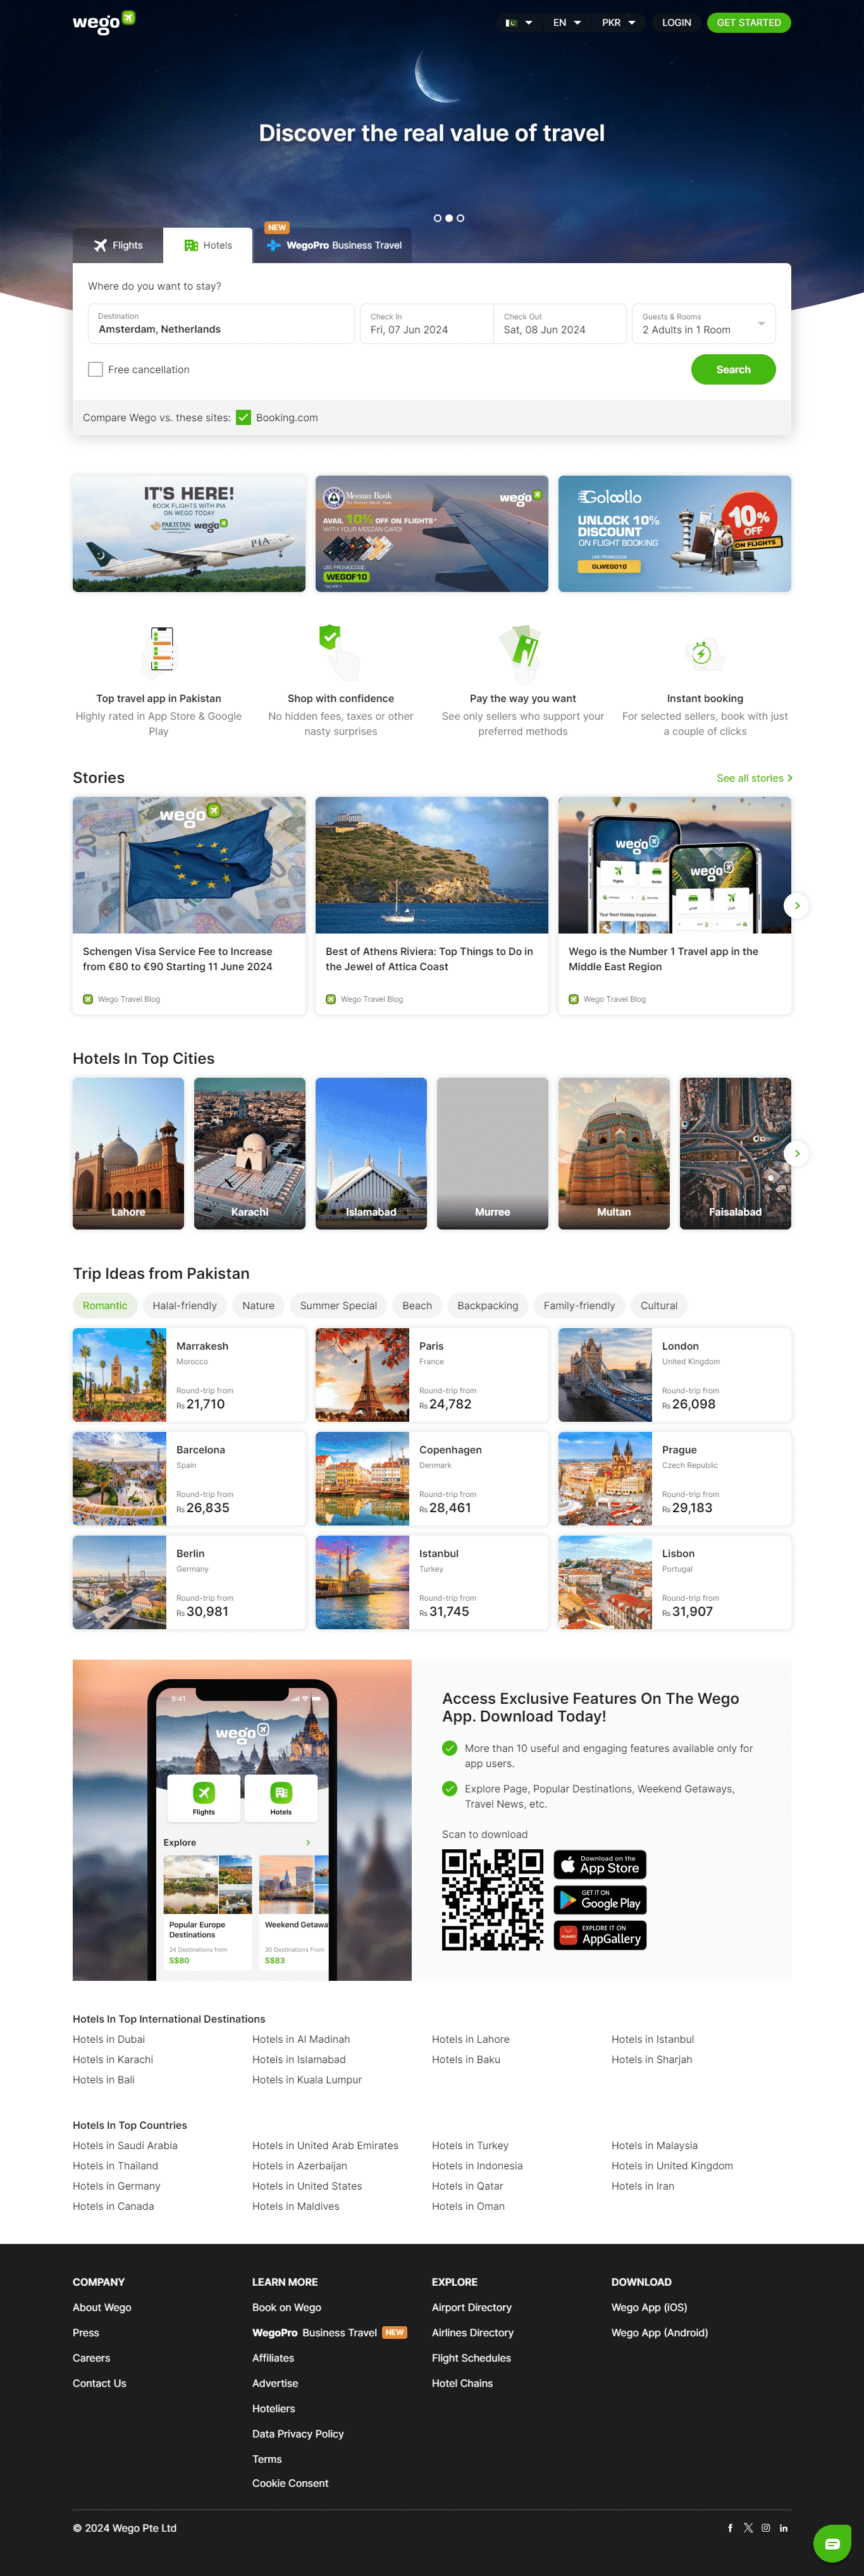 wego
EN
PKR
LOGIN
GET STARTED
Discover the real value of travel
NEW
Flights
Hotels
WegoPro Business Travel
Where do you want to stay?
Destination
Amsterdam, Netherlands
Check In
Fri, 07 Jun 2024
Check Out
Sat, 08 Jun 2024
Guests & Rooms
2 Adults in 1 Room
Free cancellation
Search
Compare Wego vs. these sites:
Booking.com
IT'S HERE!
BOOK FLIGHTS WITH PIA
ON WEGO TODAY
PAKISTAN
wego
PIA
Meezan Bank
The Premier Islamic Bank
wego
AVAIL 10% OFF ON FLIGHTS*
WITH YOUR MEEZAN CARD!
USE PROMOCODE
WEGOF10
Golootlo
UNLOCK 10%
DISCOUNT
ON FLIGHT BOOKING
USE PROMOCODE
GLWEGO10
10%
OFF
ON FLIGHTS
Top travel app in Pakistan
Highly rated in App Store & Google
Play
Shop with confidence
No hidden fees, taxes or other
nasty surprises
Pay the way you want
See only sellers who support your
preferred methods
Instant booking
For selected sellers, book with just
a couple of clicks
Stories
See all stories
wego
Schengen Visa Service Fee to Increase
from €80 to €90 Starting 11 June 2024
Wego Travel Blog
Best of Athens Riviera: Top Things to Do in
the Jewel of Attica Coast
Wego Travel Blog
wego
Flights
Hotels
wego
Wego is the Number 1 Travel app in the
Middle East Region
Wego Travel Blog
Hotels In Top Cities
Lahore
Karachi
Islamabad
Murree
Multan
Faisalabad
Trip Ideas from Pakistan
Romantic
Halal-friendly
Nature
Summer Special
Beach
Backpacking
Family-friendly
Cultural
Marrakesh
Morocco
Round-trip from
₨ 21,710
Paris
France
Round-trip from
₨ 24,782
London
United Kingdom
Round-trip from
₨ 26,098
Barcelona
Spain
Round-trip from
₨ 26,835
Copenhagen
Denmark
Round-trip from
₨ 28,461
Prague
Czech Republic
Round-trip from
₨ 29,183
Berlin
Germany
Round-trip from
₨ 30,981
Istanbul
Turkey
Round-trip from
₨ 31,745
Lisbon
Portugal
Round-trip from
₨ 31,907
9:41
wego
Flights
Hotels
Explore
Popular Europe
Destinations
24 Destinations from
S$80
Weekend Getawa
30 Destinations From
S$83
Access Exclusive Features On The Wego
App. Download Today!
More than 10 useful and engaging features available only for
app users.
Explore Page, Popular Destinations, Weekend Getaways,
Travel News, etc.
Scan to download
Download on the
App Store
GET IT ON
Google Play
HUAWEI
EXPLORE IT ON
AppGallery
Hotels In Top International Destinations
Hotels in Dubai
Hotels in Al Madinah
Hotels in Lahore
Hotels in Istanbul
Hotels in Karachi
Hotels in Islamabad
Hotels in Baku
Hotels in Sharjah
Hotels in Bali
Hotels in Kuala Lumpur
Hotels In Top Countries
Hotels in Saudi Arabia
Hotels in United Arab Emirates
Hotels in Turkey
Hotels in Malaysia
Hotels in Thailand
Hotels in Azerbaijan
Hotels in Indonesia
Hotels in United Kingdom
Hotels in Germany
Hotels in United States
Hotels in Qatar
Hotels in Iran
Hotels in Canada
Hotels in Maldives
Hotels in Oman
COMPANY
About Wego
Press
Careers
Contact Us
LEARN MORE
Book on Wego
WegoPro Business Travel NEW
Affiliates
Advertise
Hoteliers
Data Privacy Policy
Terms
Cookie Consent
EXPLORE
Airport Directory
Airlines Directory
Flight Schedules
Hotel Chains
DOWNLOAD
Wego App (iOS)
Wego App (Android)
© 2024 Wego Pte Ltd